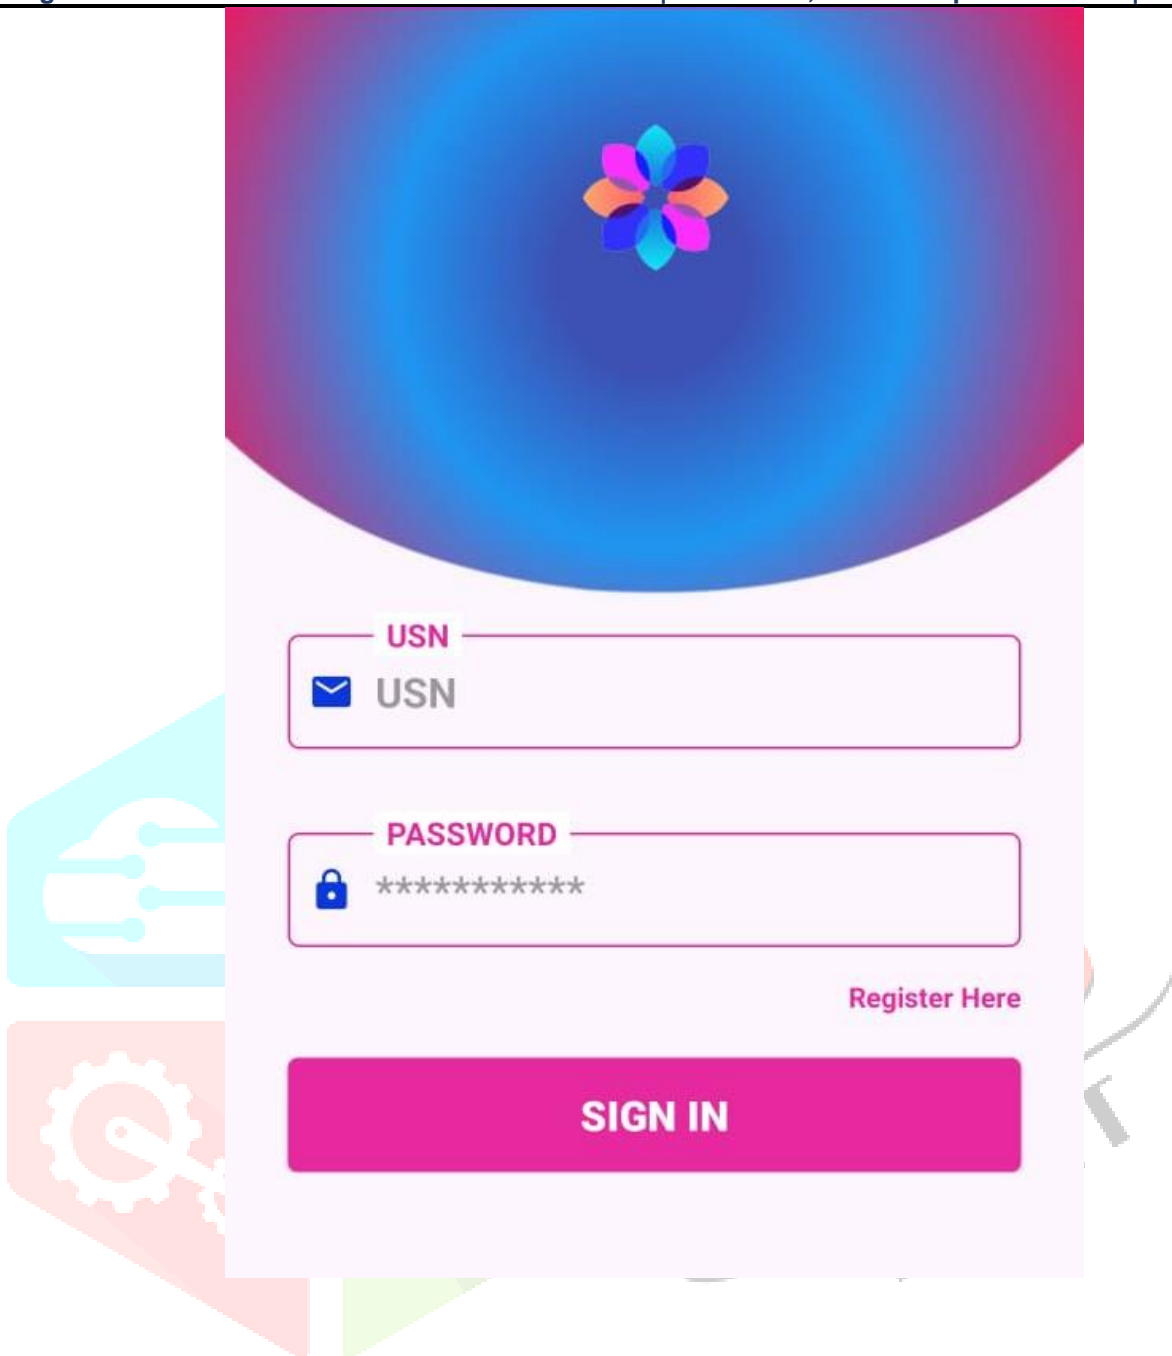 USN
USN
PASSWORD
***********
Register Here
SIGN IN